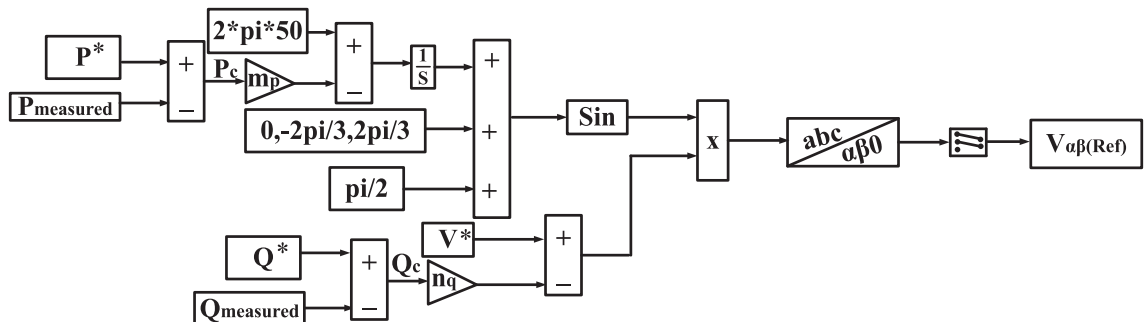 2*pi*50
P*
+
−
Pmeasured
Pc
mp
+
−
1
S
+
+
+
0,-2pi/3,2pi/3
pi/2
Sin
x
abc
αβ0
Vαβ(Ref)
V*
+
−
Q*
+
−
Qmeasured
Qc
nq